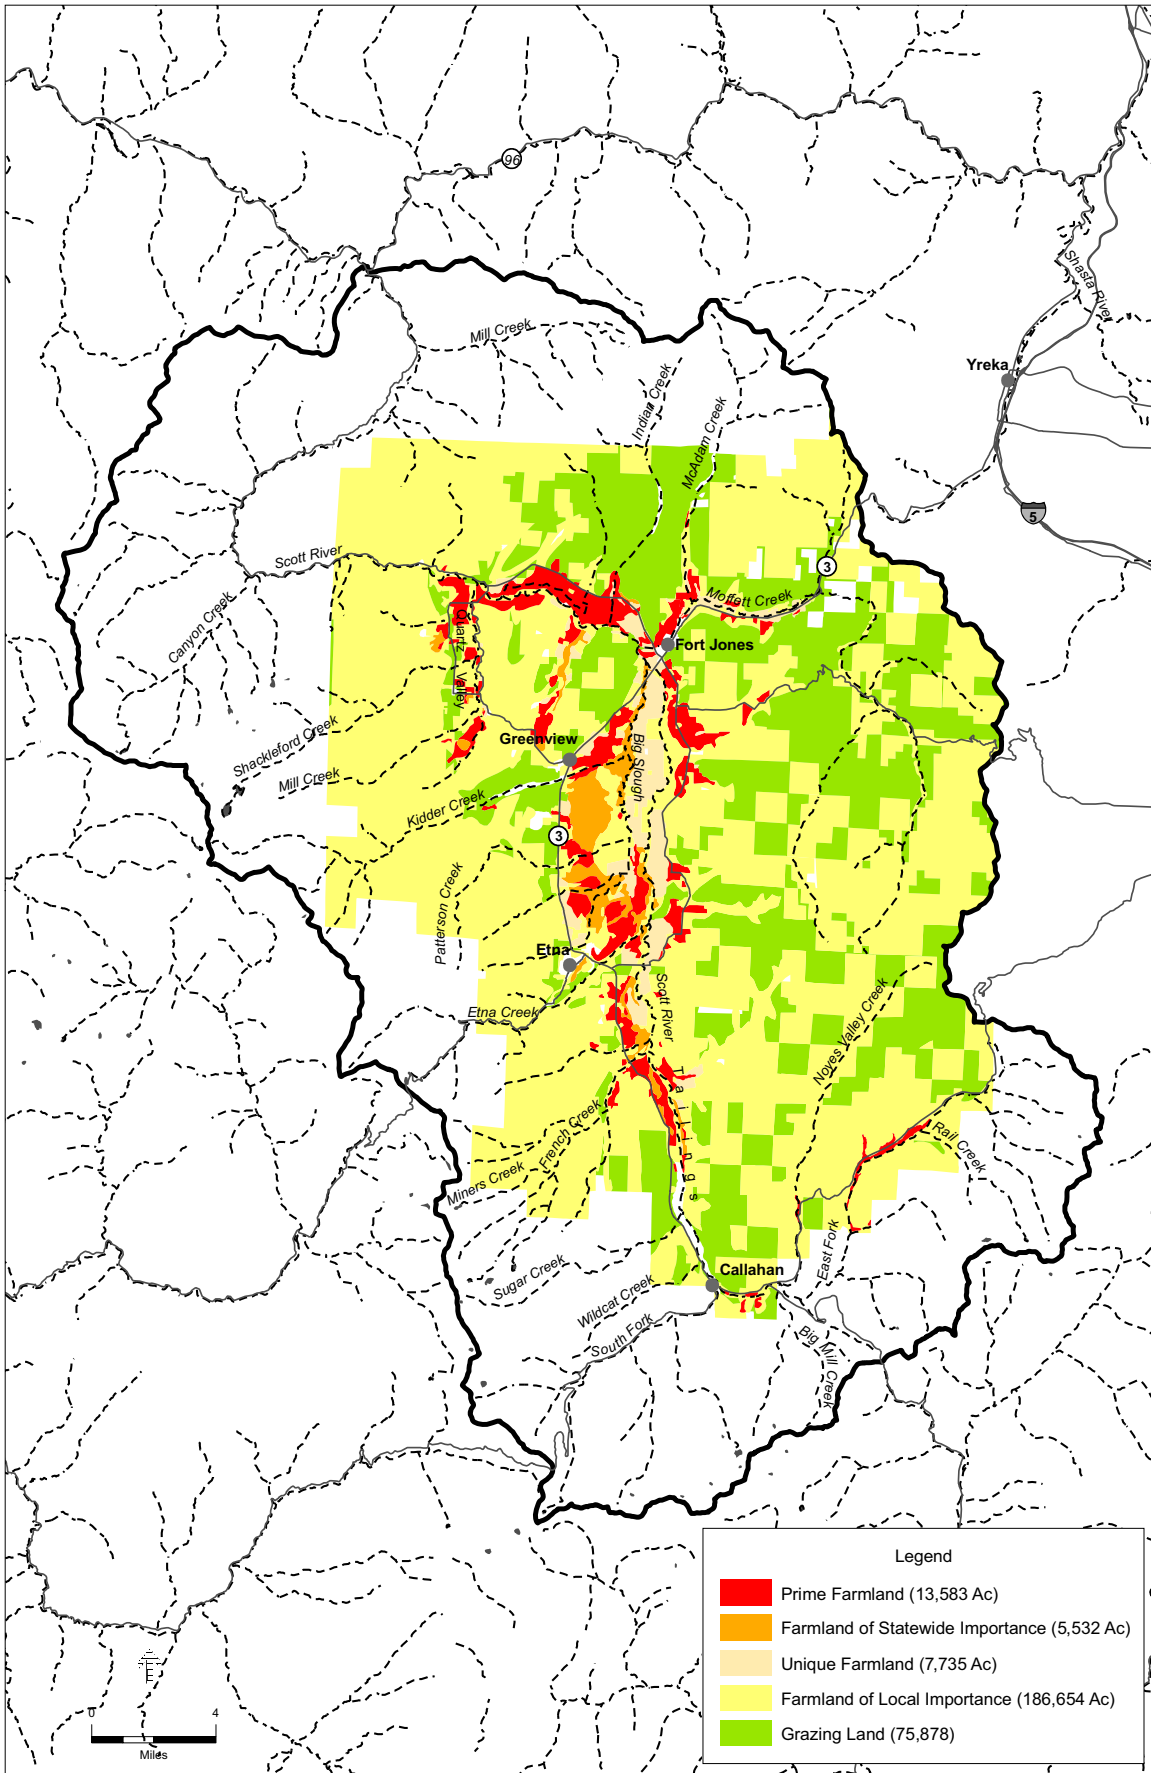 96
Shasta River
Mill Creek
Yreka
Indian Creek
McAdam Creek
5
Scott River
3
Canyon Creek
Moffett Creek
Quartz Valley
Fort Jones
Shackleford Creek
Greenview
Big Slough
Mill Creek
Kidder Creek
3
Patterson Creek
Etna
Scott River
Etna Creek
Noyes Valley Creek
Tailings
French Creek
Rail Creek
Miners Creek
East Fork
Sugar Creek
Callahan
Wildcat Creek
South Fork
Big Mill Creek
Legend
Prime Farmland (13,583 Ac)
Farmland of Statewide Importance (5,532 Ac)
Unique Farmland (7,735 Ac)
Farmland of Local Importance (186,654 Ac)
Grazing Land (75,878)
0 4
Miles